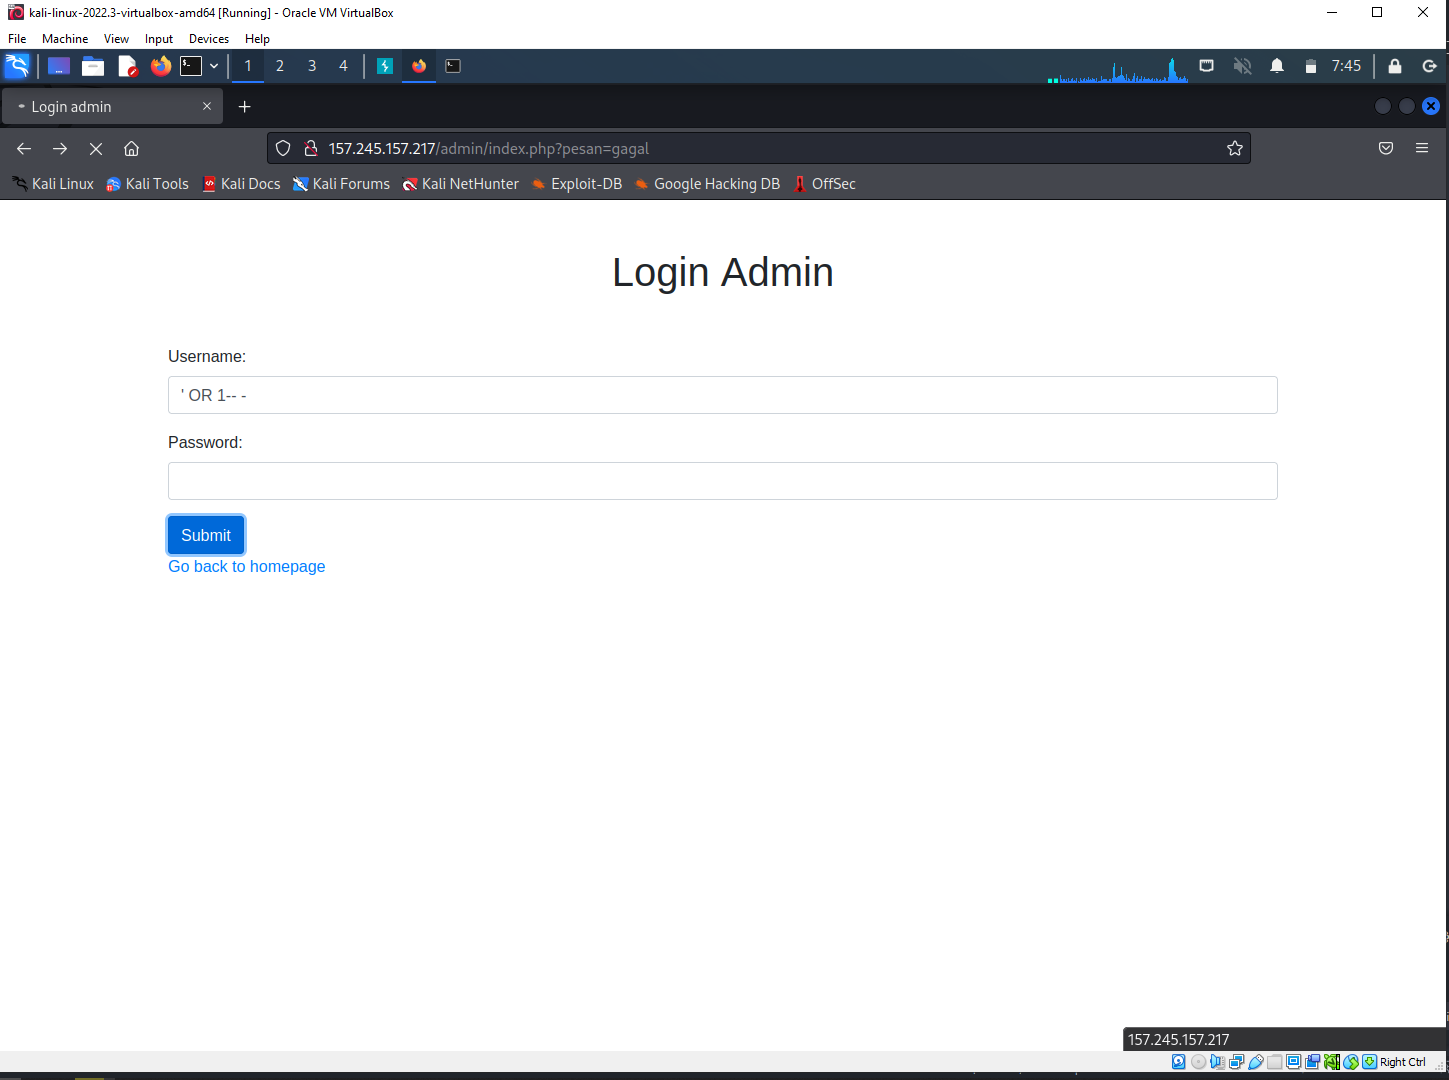 kali-linux-2022.3-virtualbox-amd64 [Running] - Oracle VM VirtualBox
File Machine View Input Devices Help
1 2 3 4 7:45
Login admin
157.245.157.217/admin/index.php?pesan=gagal
Kali Linux Kali Tools Kali Docs Kali Forums Kali NetHunter Exploit-DB Google Hacking DB OffSec
Login Admin
Username:
' OR 1-- -
Password:
Submit
Go back to homepage
157.245.157.217
Right Ctrl